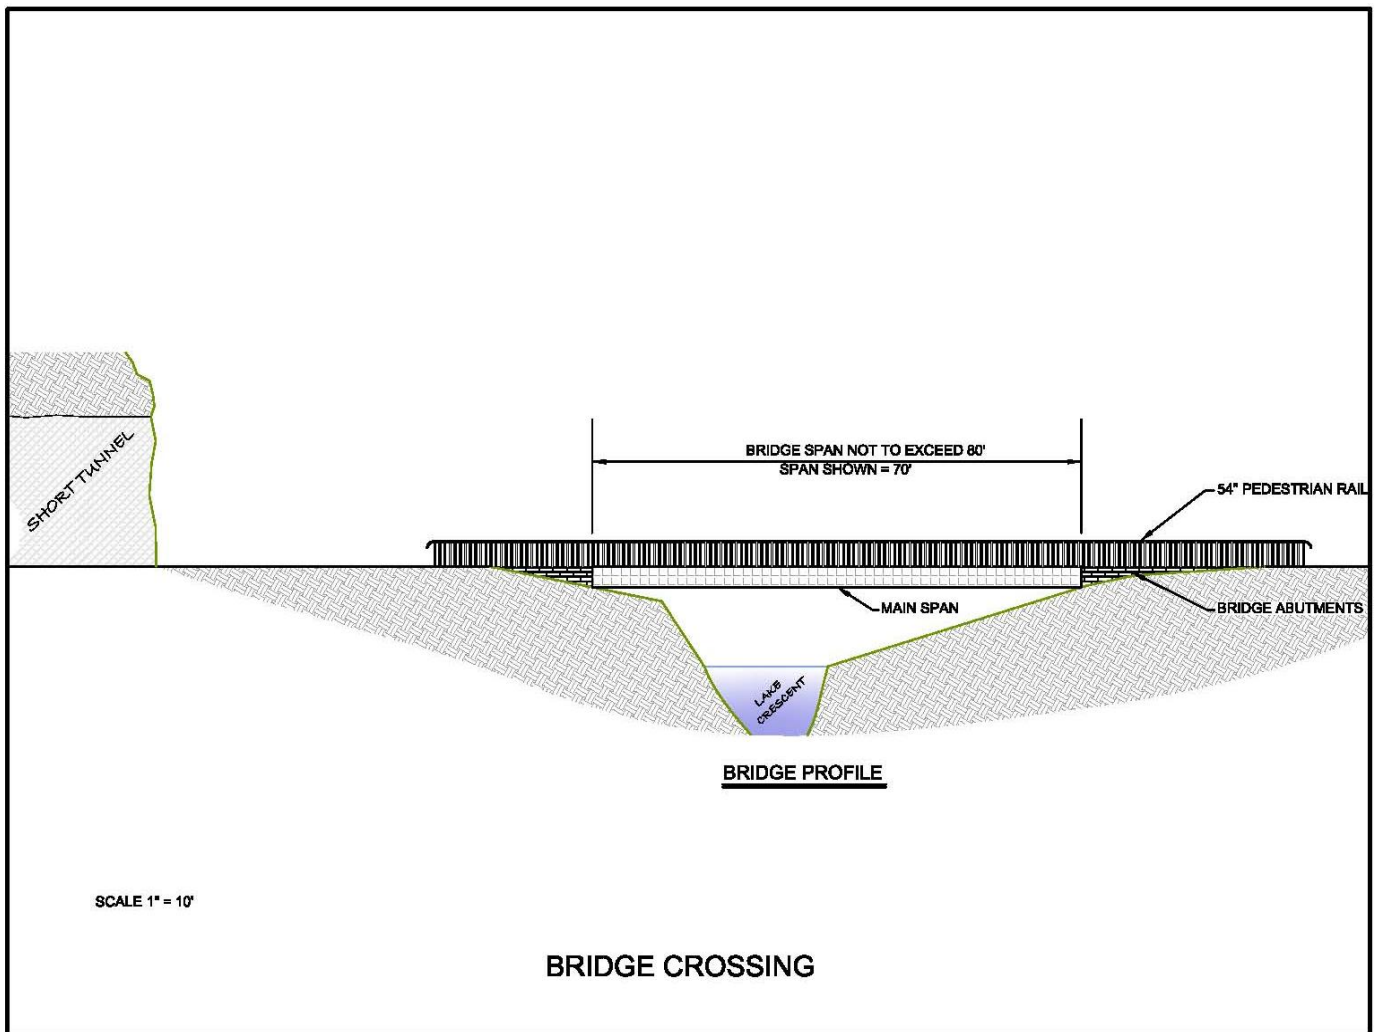 SHORT TUNNEL
BRIDGE SPAN NOT TO EXCEED 80'
SPAN SHOWN = 70'
54" PEDESTRIAN RAIL
MAIN SPAN
BRIDGE ABUTMENTS
LAKE
CRESCENT
BRIDGE PROFILE
SCALE 1" = 10'
BRIDGE CROSSING